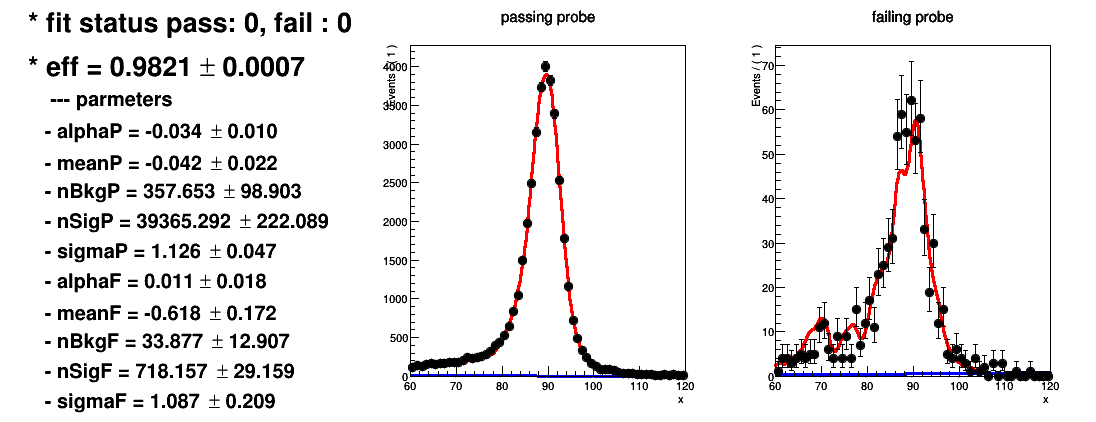 * fit status pass: 0, fail : 0
* eff = 0.9821 ± 0.0007
--- parmeters
- alphaP = -0.034 ± 0.010
- meanP = -0.042 ± 0.022
- nBkgP = 357.653 ± 98.903
- nSigP = 39365.292 ± 222.089
- sigmaP = 1.126 ± 0.047
- alphaF = 0.011 ± 0.018
- meanF = -0.618 ± 0.172
- nBkgF = 33.877 ± 12.907
- nSigF = 718.157 ± 29.159
- sigmaF = 1.087 ± 0.209
passing probe
Events / ( 1 )
4000
3500
3000
2500
2000
1500
1000
500
0
60 70 80 90 100 110 120
x
failing probe
Events / ( 1 )
70
60
50
40
30
20
10
0
60 70 80 90 100 110 120
x